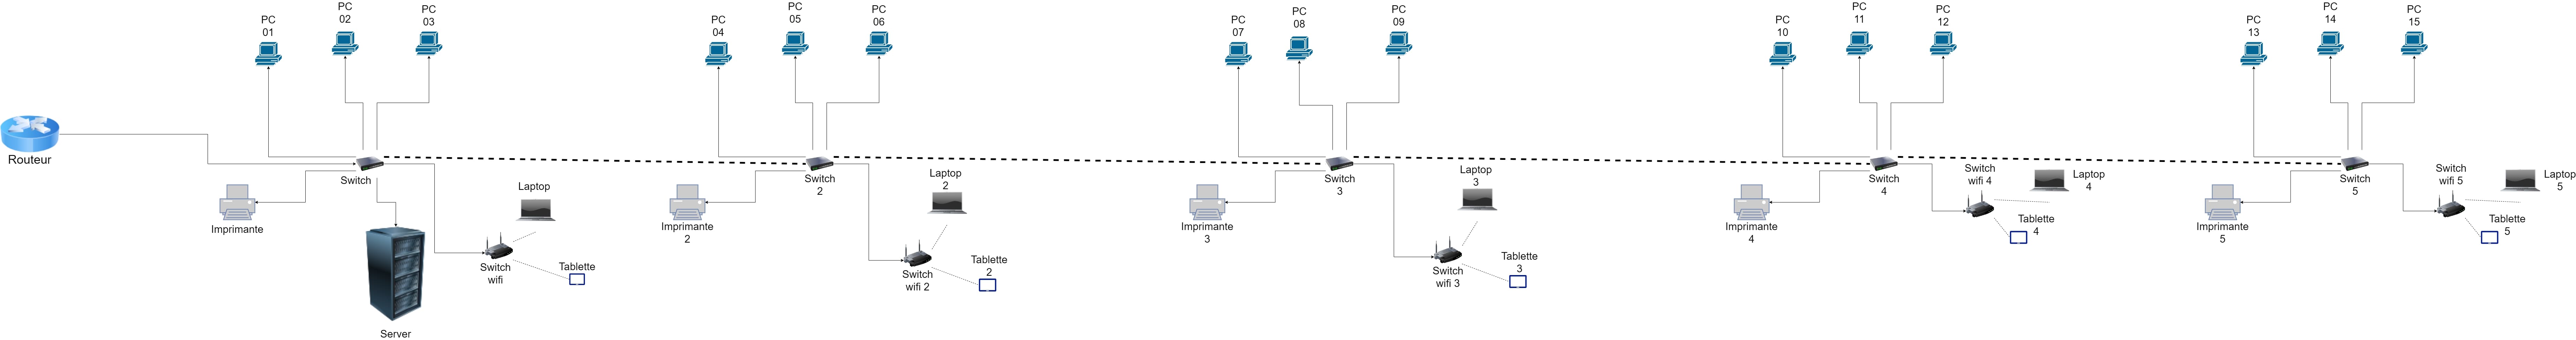 PC
01
PC
02
PC
03
PC
04
PC
05
PC
06
PC
07
PC
08
PC
09
PC
10
PC
11
PC
12
PC
13
PC
14
PC
15
Routeur
Switch
Imprimante
Server
Laptop
Switch
wifi
Tablette
Switch
2
Imprimante
2
Laptop
2
Switch
wifi 2
Tablette
2
Switch
3
Imprimante
3
Laptop
3
Switch
wifi 3
Tablette
3
Switch
4
Imprimante
4
Switch
wifi 4
Laptop
4
Tablette
4
Switch
5
Imprimante
5
Switch
wifi 5
Laptop
5
Tablette
5